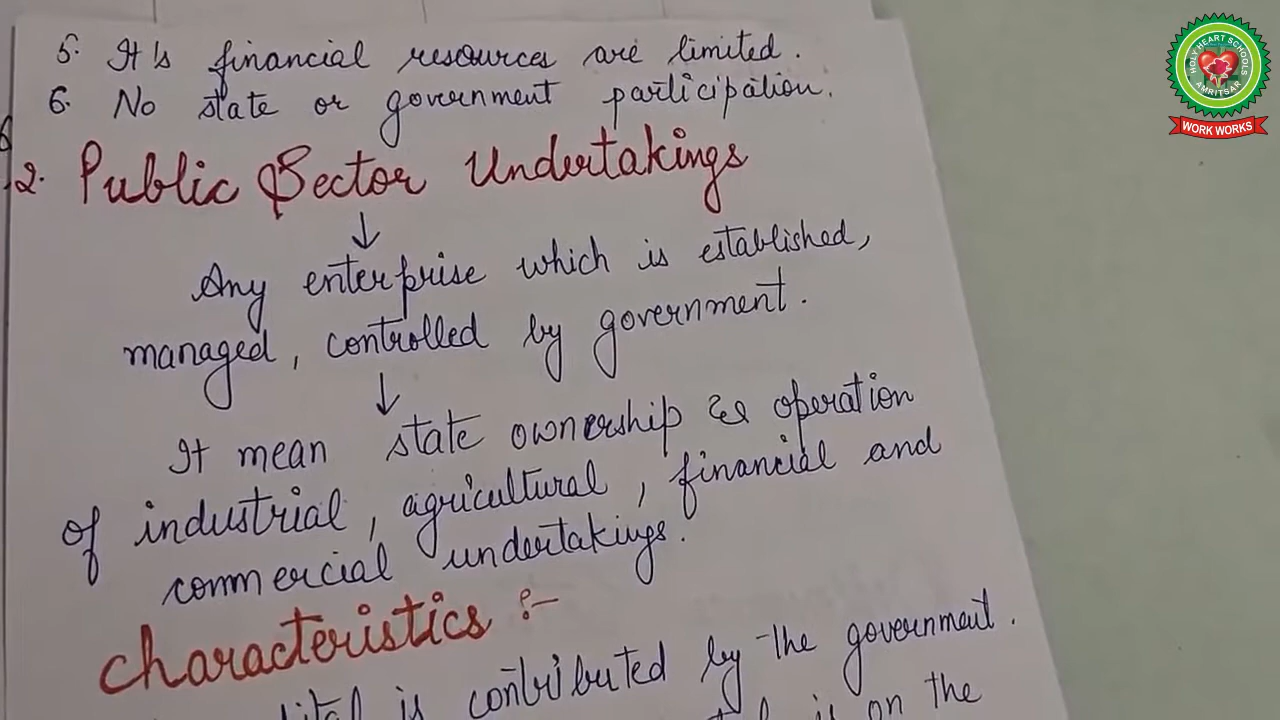 5. It's financial resources are limited.
6. No state or government participation.
2. Public Sector Undertakings
Any enterprise which is established,
managed, controlled by government.
It mean state ownership & operation
of industrial, agricultural, financial and
commercial undertakings.
Characteristics :-
is contributed by the government.
is on the
HOLY HEART SCHOOLS
AMRITSAR
WORK WORKS